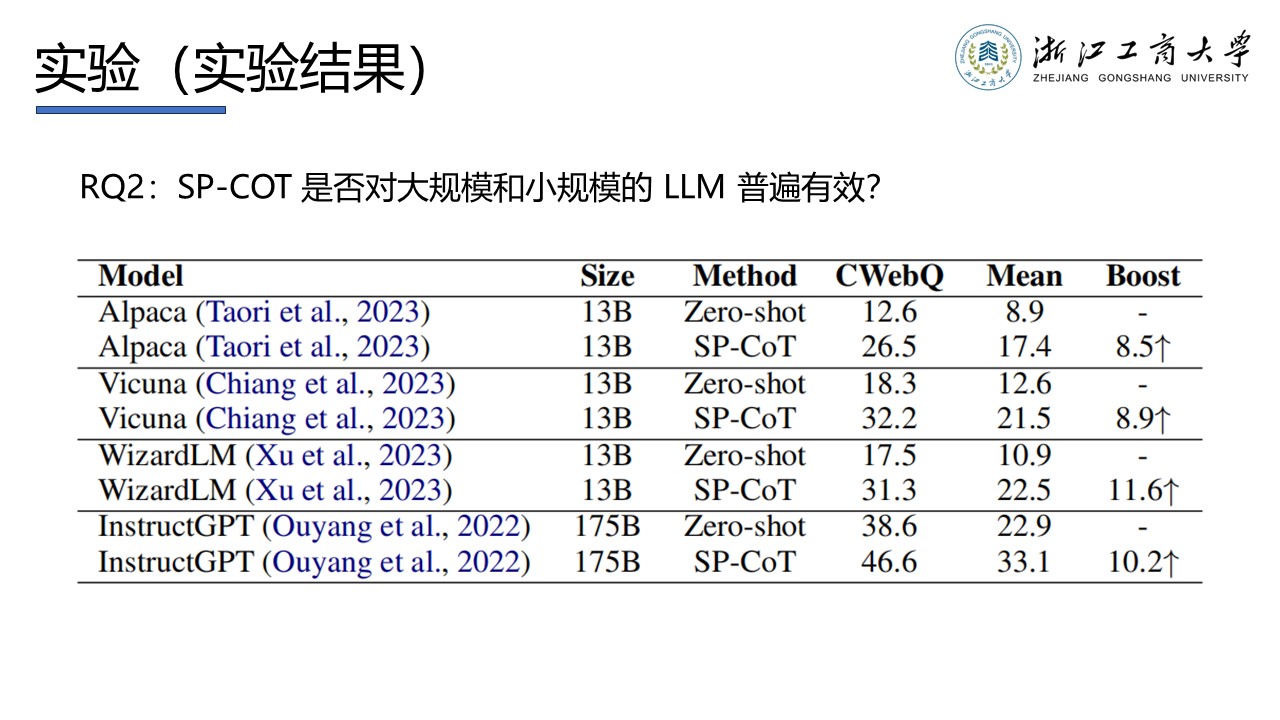 实验（实验结果）
浙江工商大学
ZHEJIANG GONGSHANG UNIVERSITY
RQ2：SP-COT 是否对大规模和小规模的 LLM 普遍有效？
Model Size Method CWebQ Mean Boost
Alpaca (Taori et al., 2023) 13B Zero-shot 12.6 8.9 -
Alpaca (Taori et al., 2023) 13B SP-CoT 26.5 17.4 8.5↑
Vicuna (Chiang et al., 2023) 13B Zero-shot 18.3 12.6 -
Vicuna (Chiang et al., 2023) 13B SP-CoT 32.2 21.5 8.9↑
WizardLM (Xu et al., 2023) 13B Zero-shot 17.5 10.9 -
WizardLM (Xu et al., 2023) 13B SP-CoT 31.3 22.5 11.6↑
InstructGPT (Ouyang et al., 2022) 175B Zero-shot 38.6 22.9 -
InstructGPT (Ouyang et al., 2022) 175B SP-CoT 46.6 33.1 10.2↑